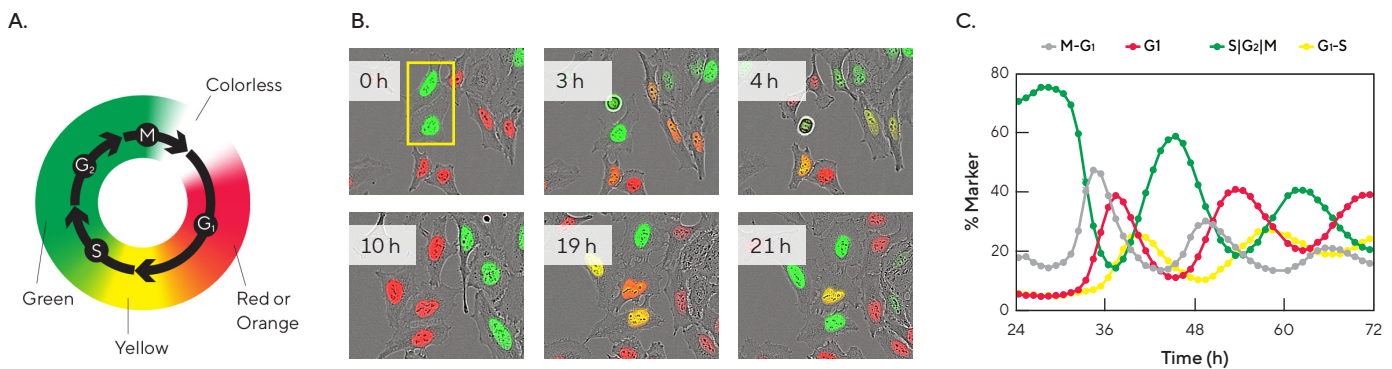 A.
Colorless
M
G₂
G₁
S
Green
Red or
Orange
Yellow
B.
0 h
3 h
4 h
10 h
19 h
21 h
C.
M-G₁
G1
S|G₂|M
G₁-S
80
60
40
20
0
% Marker
24
36
48
60
72
Time (h)